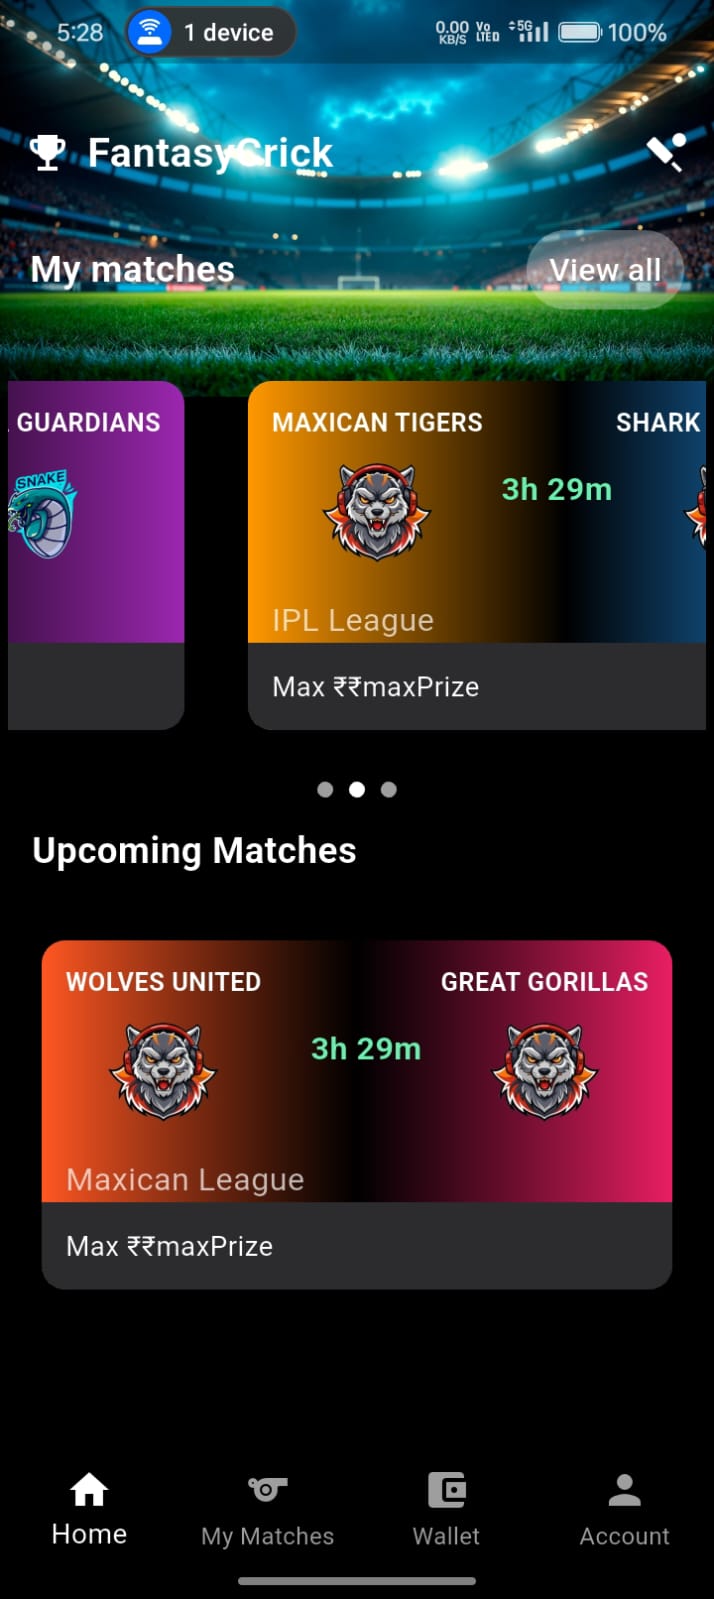 5:28 1 device 0.00 KB/S Vo LTED 5G 100%
FantasyCrick
My matches View all
. GUARDIANS MAXICAN TIGERS SHARK
SNAKE
3h 29m
IPL League
Max ₹₹maxPrize
Upcoming Matches
WOLVES UNITED GREAT GORILLAS
3h 29m
Maxican League
Max ₹₹maxPrize
Home My Matches Wallet Account